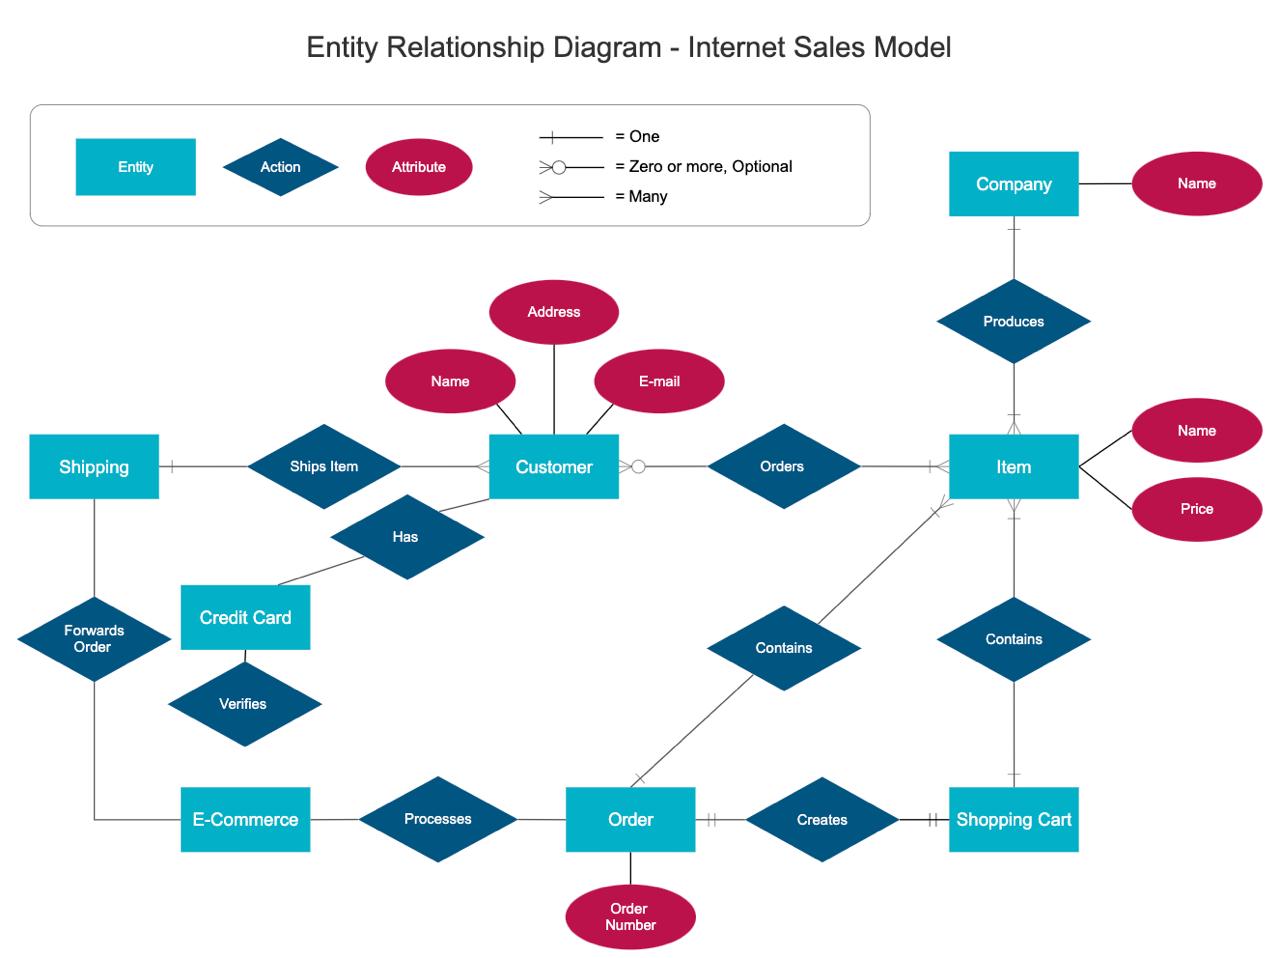 Entity Relationship Diagram - Internet Sales Model
Entity
Action
Attribute
= One
= Zero or more, Optional
= Many
Company
Name
Produces
Address
Name
E-mail
Name
Shipping
Ships Item
Customer
Orders
Item
Price
Has
Credit Card
Forwards
Order
Contains
Contains
Verifies
E-Commerce
Processes
Order
Creates
Shopping Cart
Order
Number